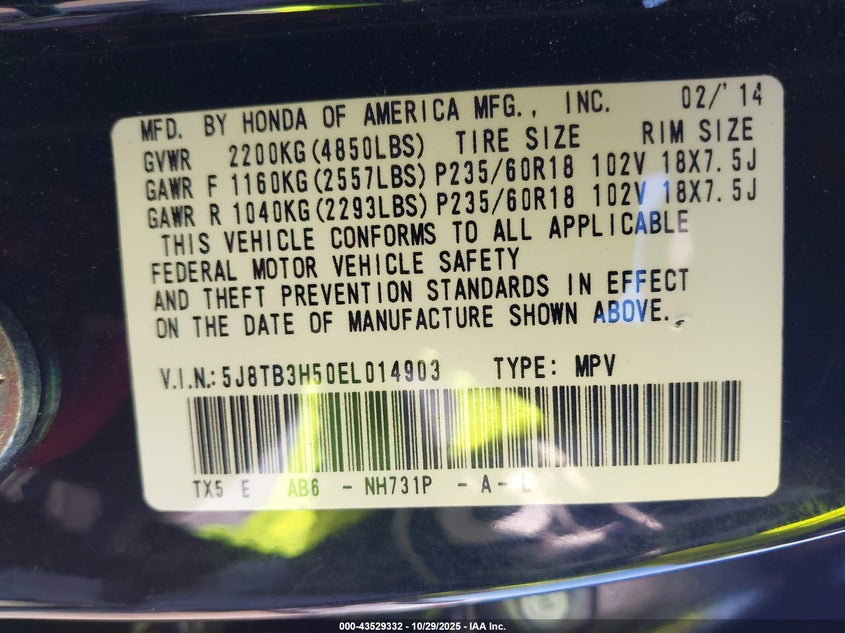 MFD. BY HONDA OF AMERICA MFG., INC. 02/'14
GVWR 2200KG(4850LBS) TIRE SIZE RIM SIZE
GAWR F 1160KG(2557LBS) P235/60R18 102V 18X7.5J
GAWR R 1040KG(2293LBS) P235/60R18 102V 18X7.5J
THIS VEHICLE CONFORMS TO ALL APPLICABLE
FEDERAL MOTOR VEHICLE SAFETY
AND THEFT PREVENTION STANDARDS IN EFFECT
ON THE DATE OF MANUFACTURE SHOWN ABOVE.
V.I.N.: 5J8TB3H50EL014903 TYPE: MPV
TX5 E AB6 - NH731P - A - L
000-43529332 - 10/29/2025 - IAA Inc.